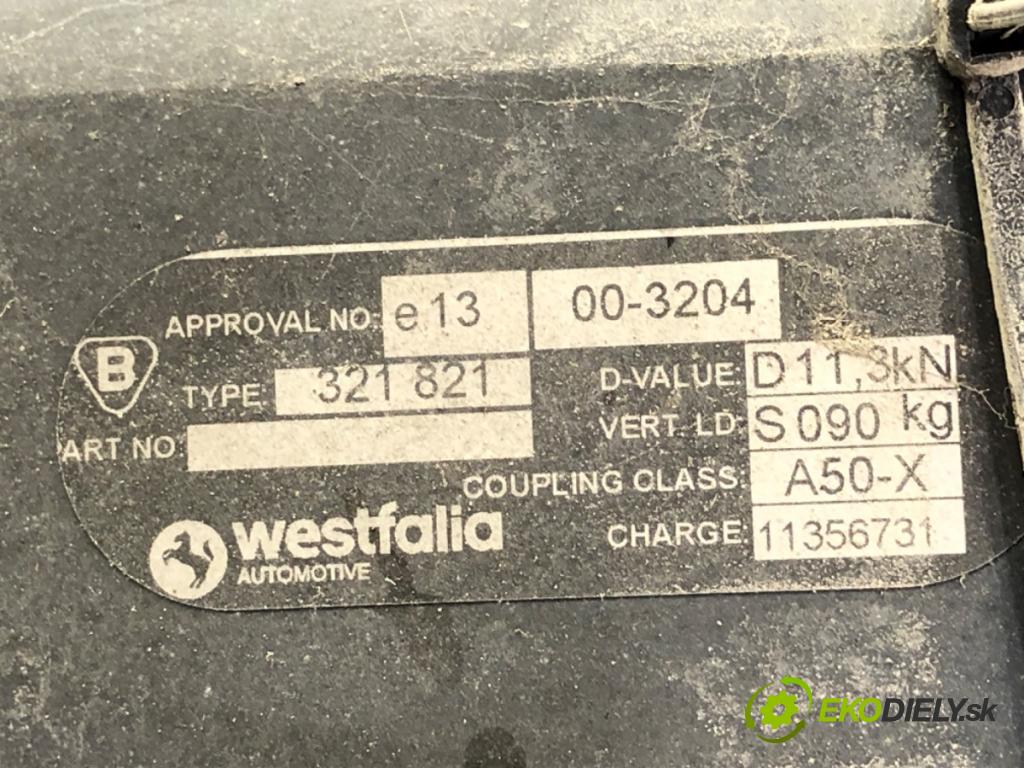 APPROVAL NO: e13 00-3204
B
TYPE 321 821
D-VALUE D11,3kN
ART NO
VERT. LD S 090 kg
COUPLING CLASS A50-X
westfalia
AUTOMOTIVE
CHARGE 11356731
EKODIELY.sk